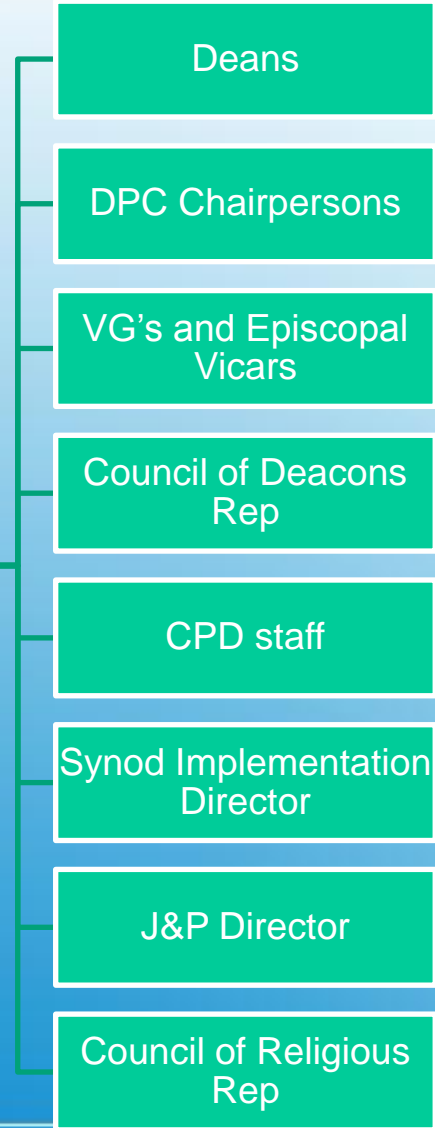 Deans
DPC Chairpersons
VG’s and Episcopal
Vicars
Council of Deacons
Rep
CPD staff
Synod Implementation
Director
J&P Director
Council of Religious
Rep